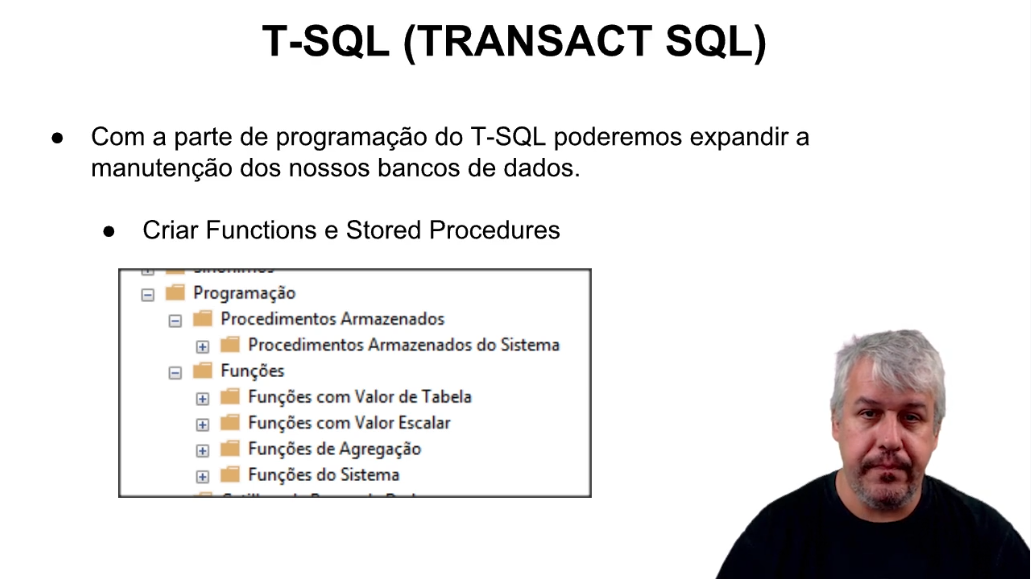 T-SQL (TRANSACT SQL)
Com a parte de programação do T-SQL poderemos expandir a
manutenção dos nossos bancos de dados.
Criar Functions e Stored Procedures
Programação
Procedimentos Armazenados
Procedimentos Armazenados do Sistema
Funções
Funções com Valor de Tabela
Funções com Valor Escalar
Funções de Agregação
Funções do Sistema